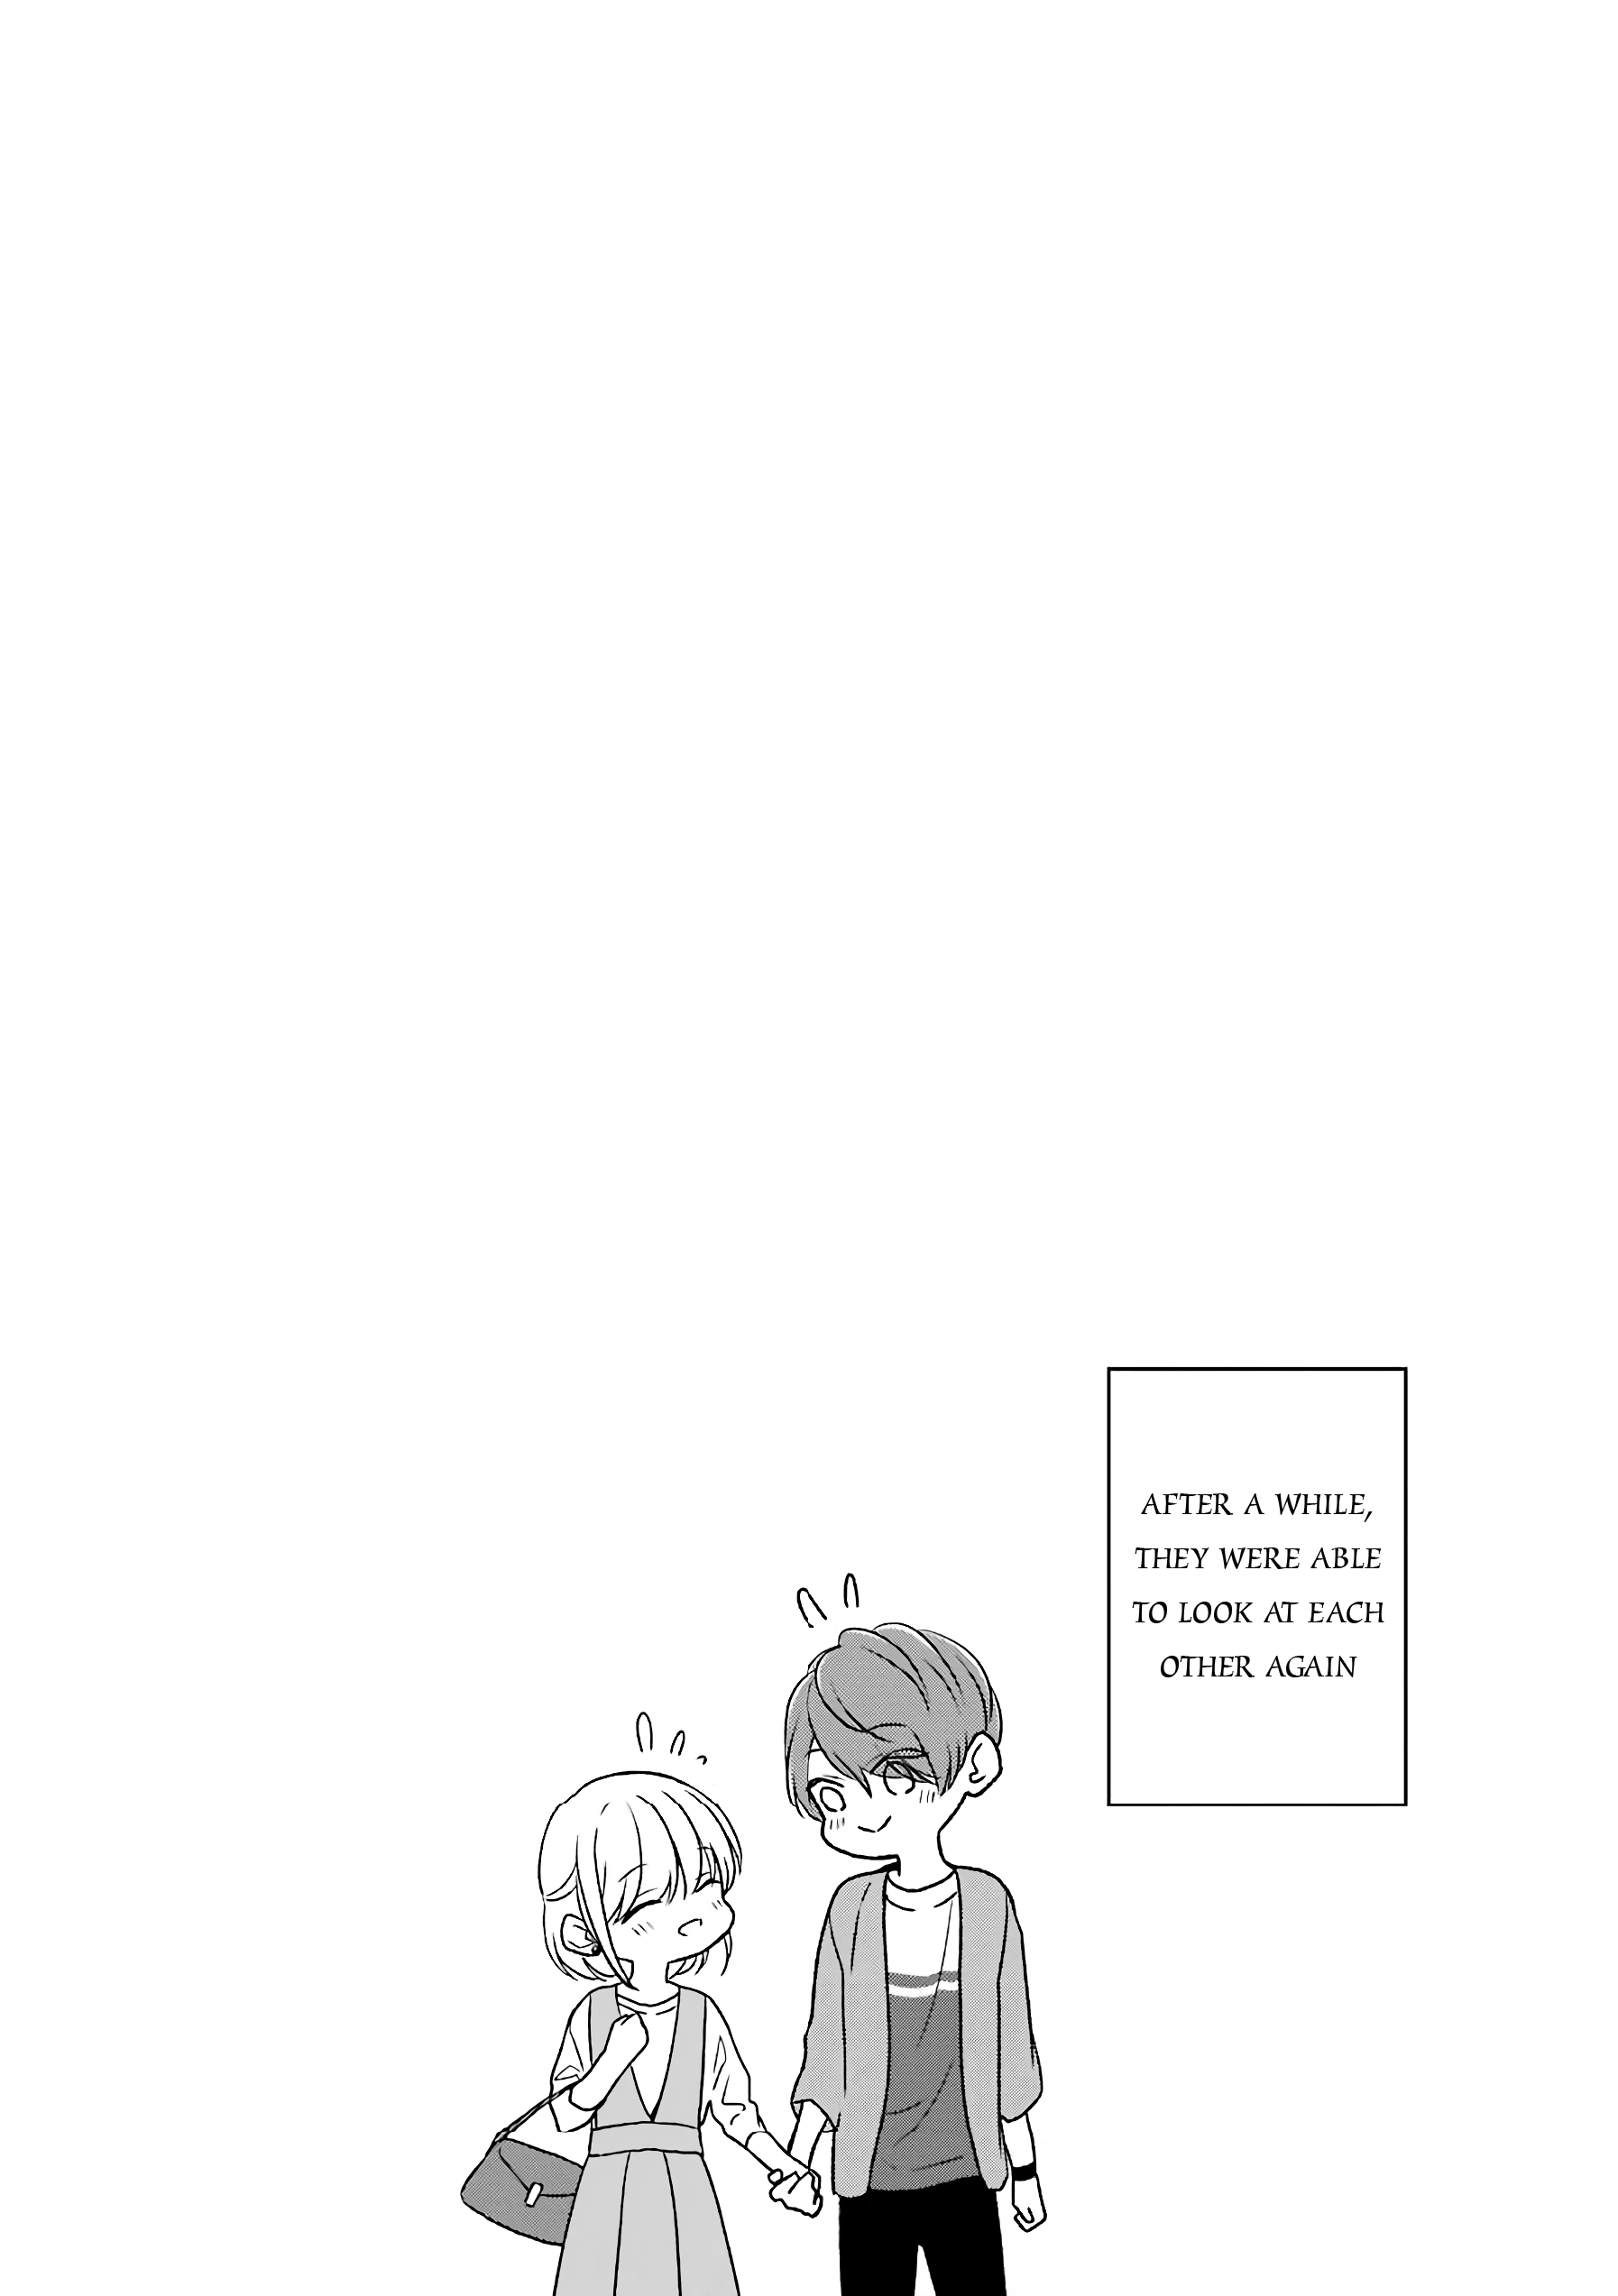 AFTER A WHILE,
THEY WERE ABLE
TO LOOK AT EACH
OTHER AGAIN